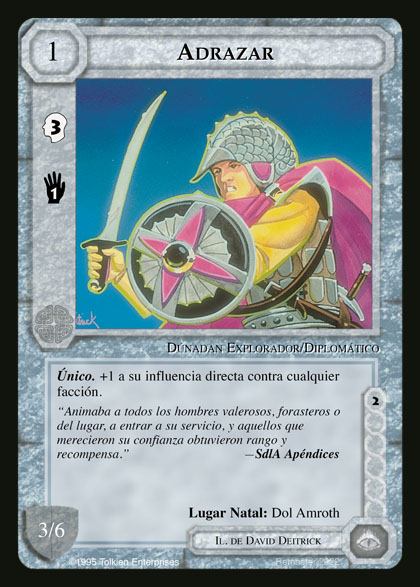 1
ADRAZAR
3
1
DÚNADAN EXPLORADOR/DIPLOMÁTICO
Único. +1 a su influencia directa contra cualquier
facción.
“Animaba a todos los hombres valerosos, forasteros o
del lugar, a entrar a su servicio, y aquellos que
merecieron su confianza obtuvieron rango y
recompensa.” —SdlA Apéndices
2
Lugar Natal: Dol Amroth
3/6
IL. DE DAVID DEITRICK
©1995 Tolkien Enterprises